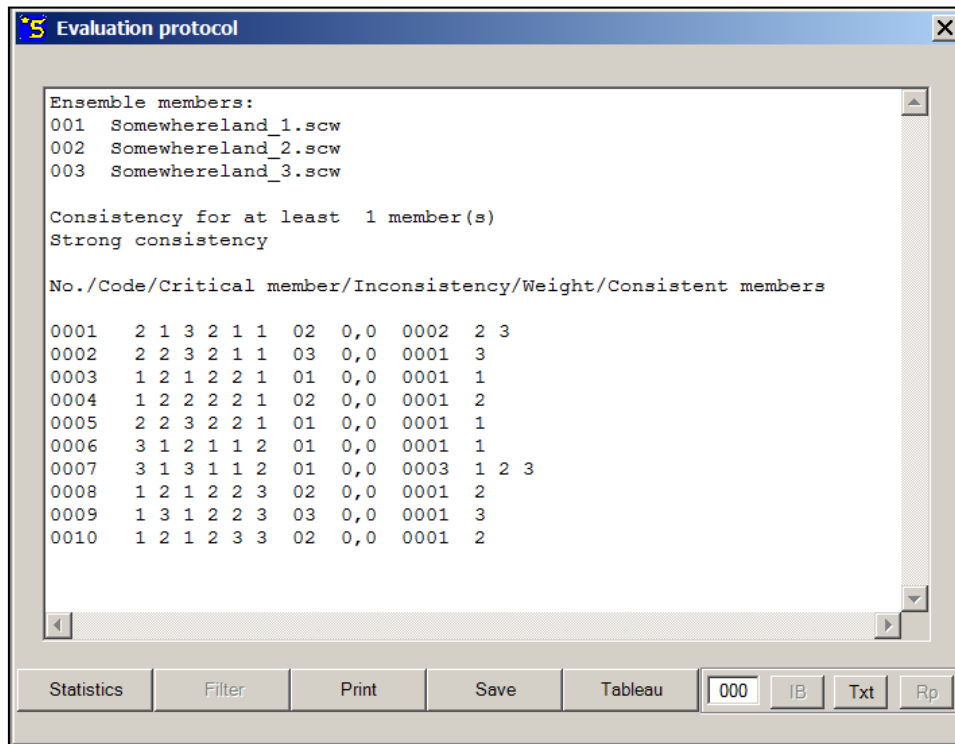 Evaluation protocol
Ensemble members:
001 Somewhereland_1.scw
002 Somewhereland_2.scw
003 Somewhereland_3.scw
Consistency for at least 1 member(s)
Strong consistency
No./Code/Critical member/Inconsistency/Weight/Consistent members
0001 2 1 3 2 1 1 02 0,0 0002 2 3
0002 2 2 3 2 1 1 03 0,0 0001 3
0003 1 2 1 2 2 1 01 0,0 0001 1
0004 1 2 2 2 2 1 02 0,0 0001 2
0005 2 2 3 2 2 1 01 0,0 0001 1
0006 3 1 2 1 1 2 01 0,0 0001 1
0007 3 1 3 1 1 2 01 0,0 0003 1 2 3
0008 1 2 1 2 2 3 02 0,0 0001 2
0009 1 3 1 2 2 3 03 0,0 0001 3
0010 1 2 1 2 3 3 02 0,0 0001 2
Statistics Filter Print Save Tableau 000 IB Txt Rp